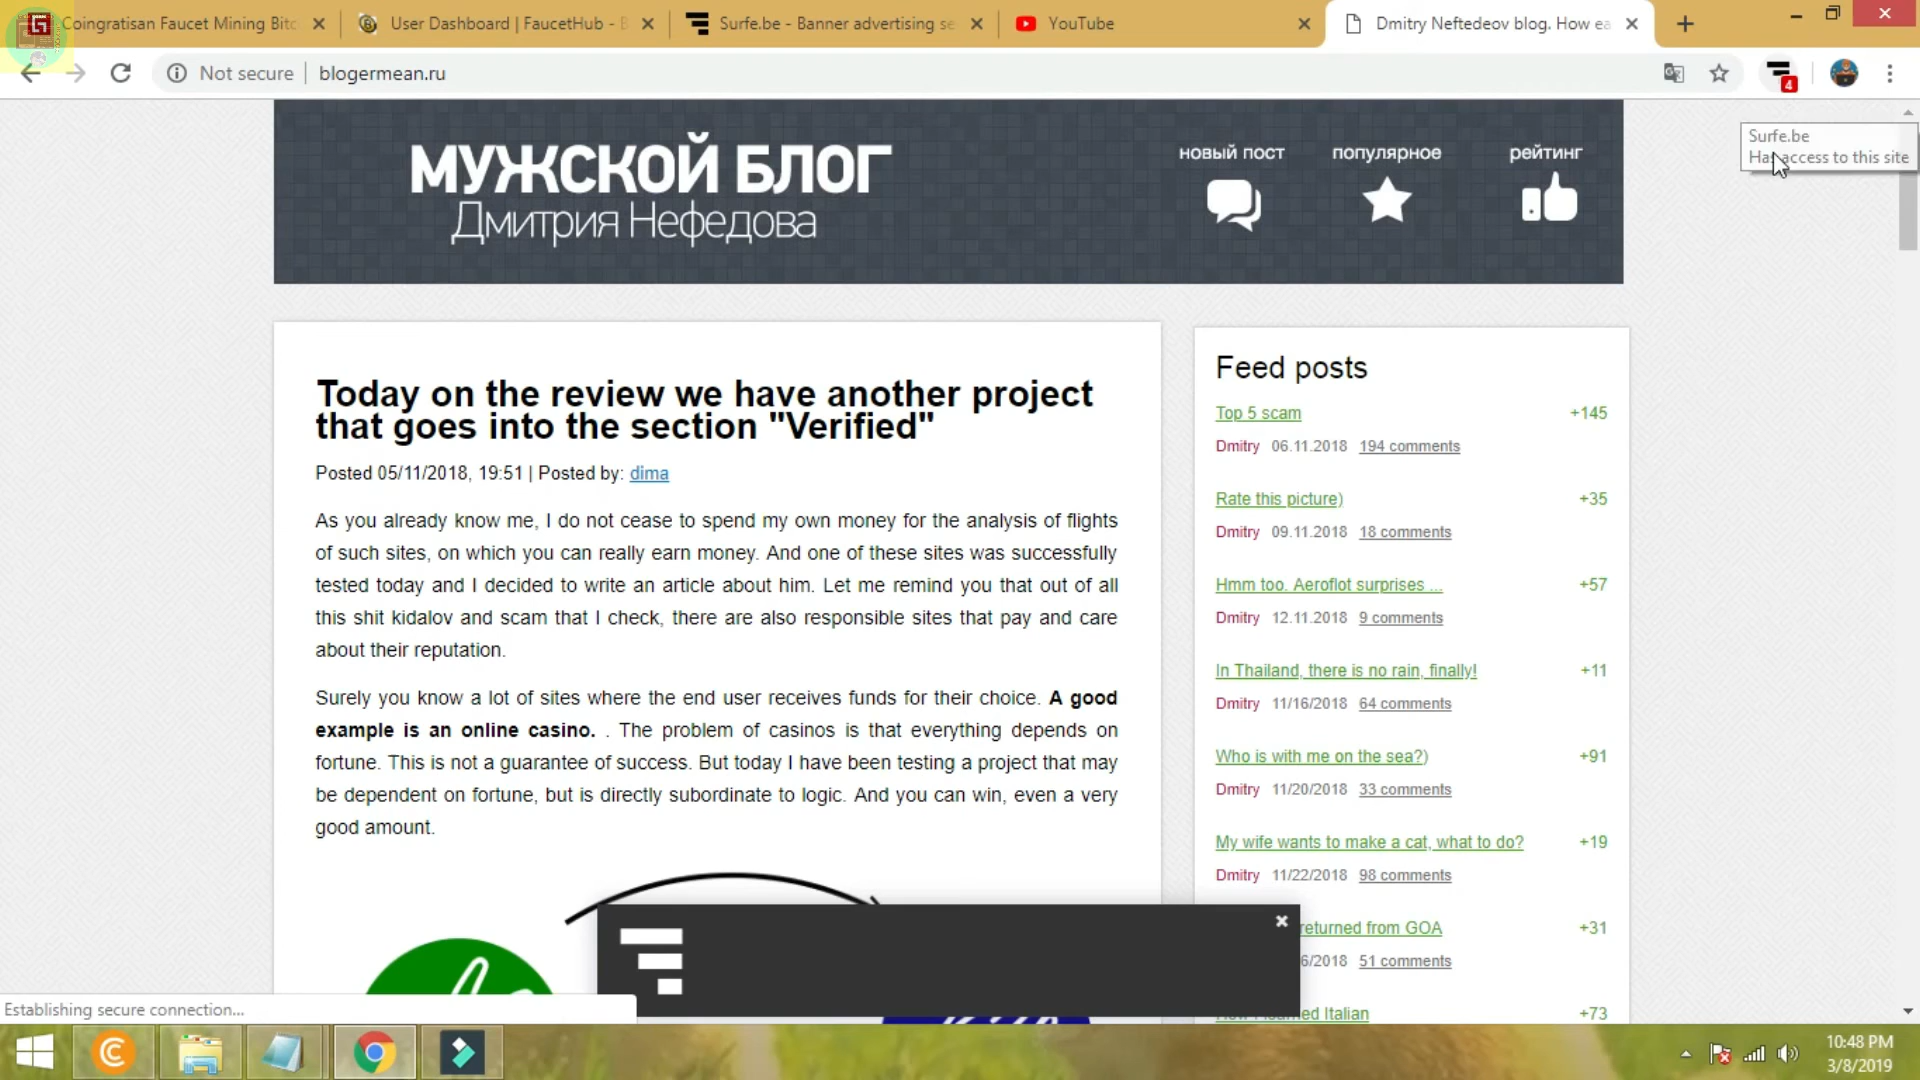 Coingratisan Faucet Mining Bitc
User Dashboard | FaucetHub - B
Surfe.be - Banner advertising se
YouTube
Dmitry Neftedeov blog. How ea
Not secure
blogermean.ru
4
Surfe.be
Has access to this site
МУЖСКОЙ БЛОГ
Дмитрия Нефедова
новый пост
популярное
рейтинг
Today on the review we have another project
that goes into the section "Verified"
Posted 05/11/2018, 19:51 | Posted by: dima
As you already know me, I do not cease to spend my own money for the analysis of flights
of such sites, on which you can really earn money. And one of these sites was successfully
tested today and I decided to write an article about him. Let me remind you that out of all
this shit kidalov and scam that I check, there are also responsible sites that pay and care
about their reputation.
Surely you know a lot of sites where the end user receives funds for their choice. A good
example is an online casino. . The problem of casinos is that everything depends on
fortune. This is not a guarantee of success. But today I have been testing a project that may
be dependent on fortune, but is directly subordinate to logic. And you can win, even a very
good amount.
Feed posts
Top 5 scam +145
Dmitry 06.11.2018 194 comments
Rate this picture) +35
Dmitry 09.11.2018 18 comments
Hmm too. Aeroflot surprises ... +57
Dmitry 12.11.2018 9 comments
In Thailand, there is no rain, finally! +11
Dmitry 11/16/2018 64 comments
Who is with me on the sea?) +91
Dmitry 11/20/2018 33 comments
My wife wants to make a cat, what to do? +19
Dmitry 11/22/2018 98 comments
returned from GOA +31
6/2018 51 comments
ed Italian +73
Establishing secure connection...
10:48 PM
3/8/2019